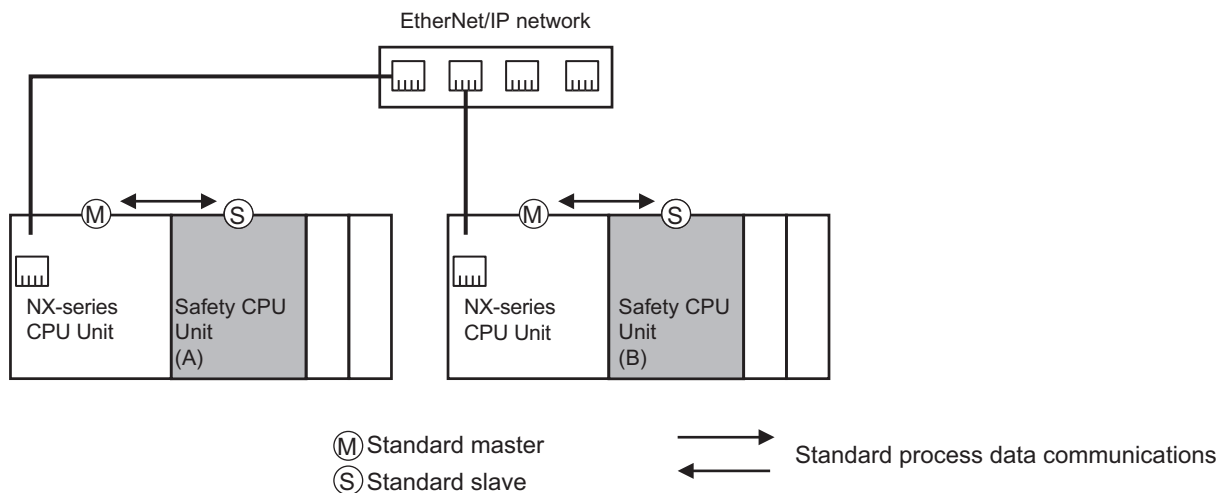 EtherNet/IP network
M
S
M
S
NX-series
CPU Unit
Safety CPU
Unit
(A)
NX-series
CPU Unit
Safety CPU
Unit
(B)
M Standard master
S Standard slave
Standard process data communications